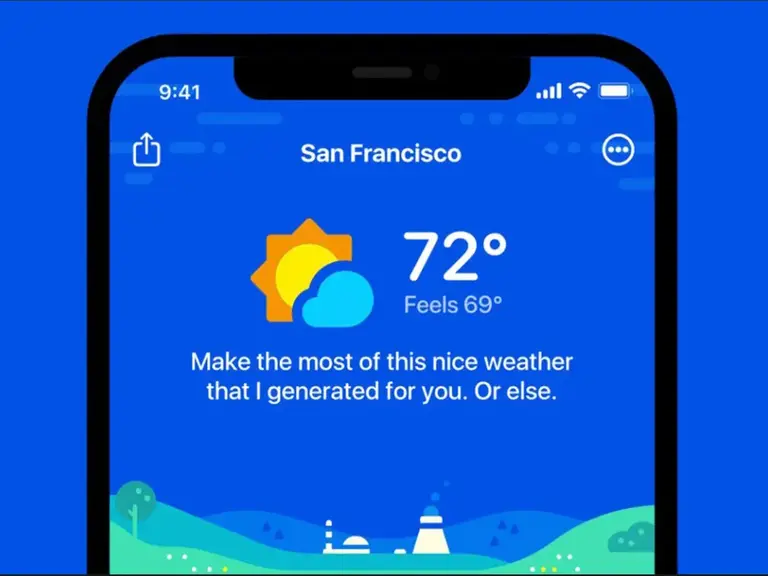 9:41
San Francisco
72°
Feels 69°
Make the most of this nice weather
that I generated for you. Or else.